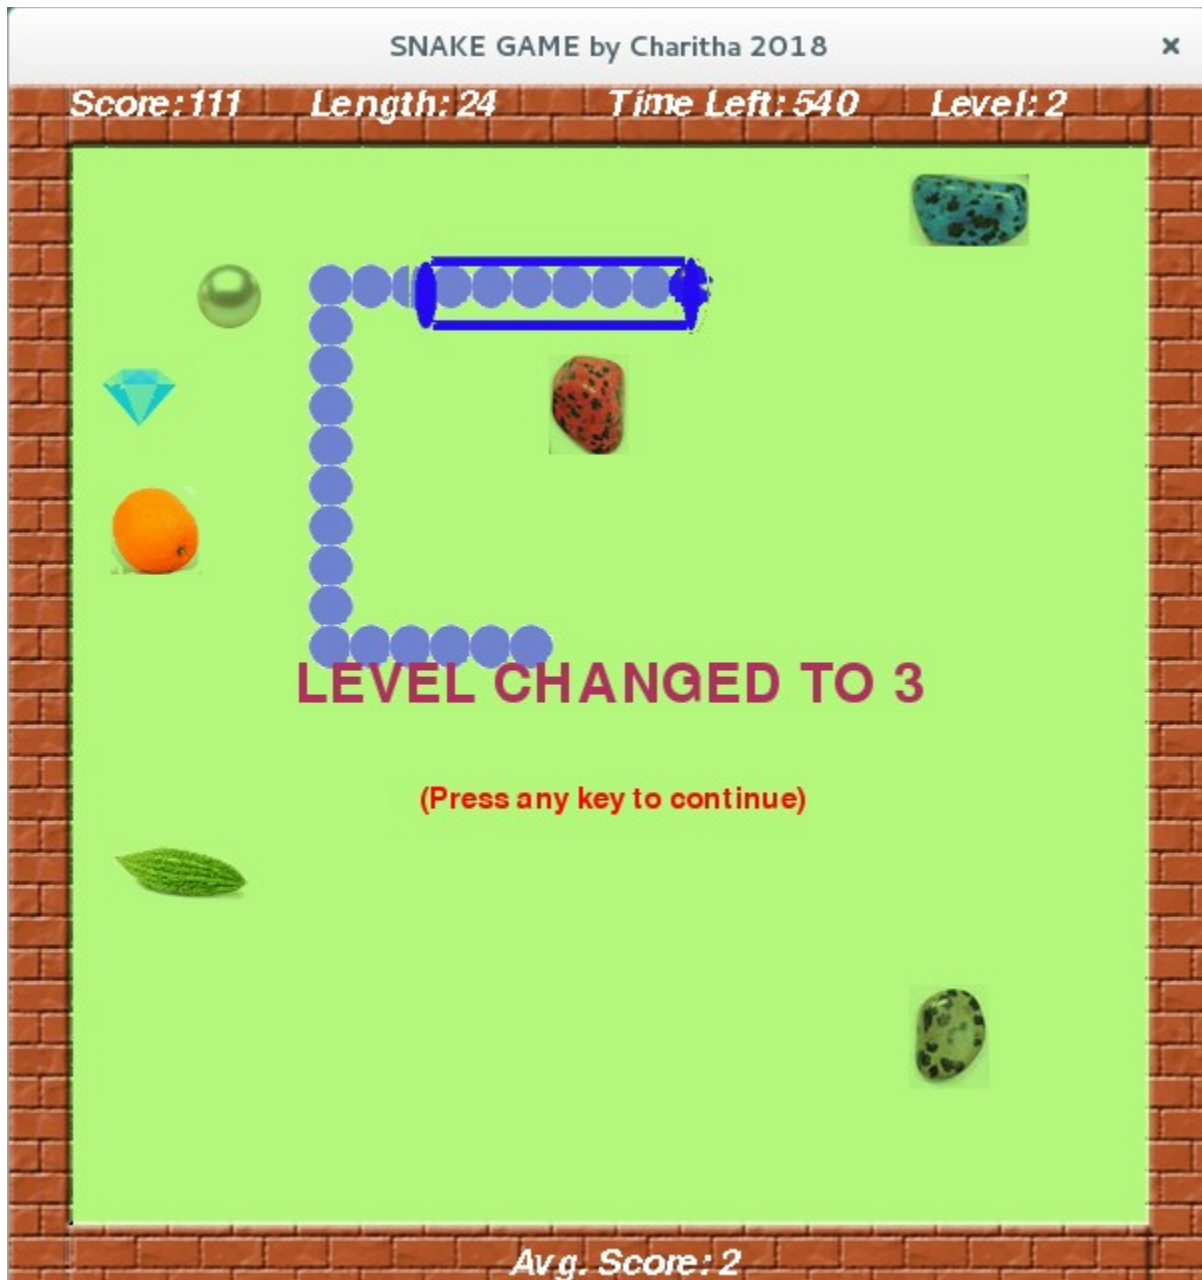 SNAKE GAME by Charitha 2018
Score:111 Length:24 Time Left:540 Level:2
LEVEL CHANGED TO 3
(Press any key to continue)
Avg. Score:2